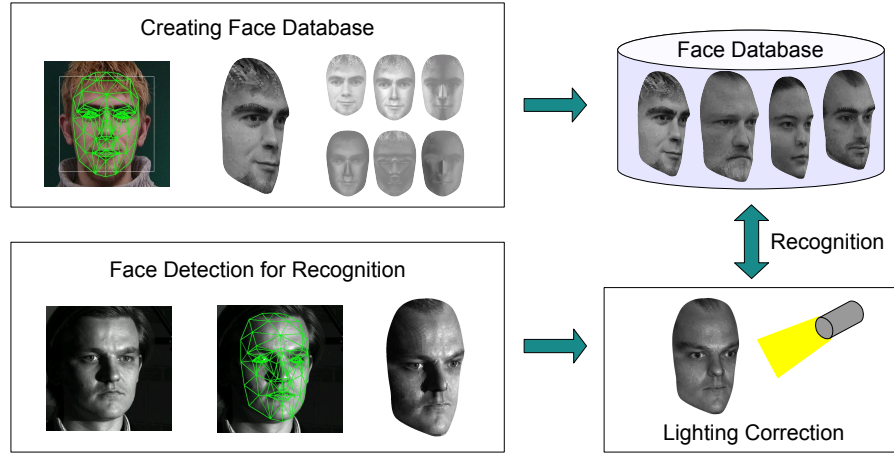 Creating Face Database
Face Database
Recognition
Face Detection for Recognition
Lighting Correction